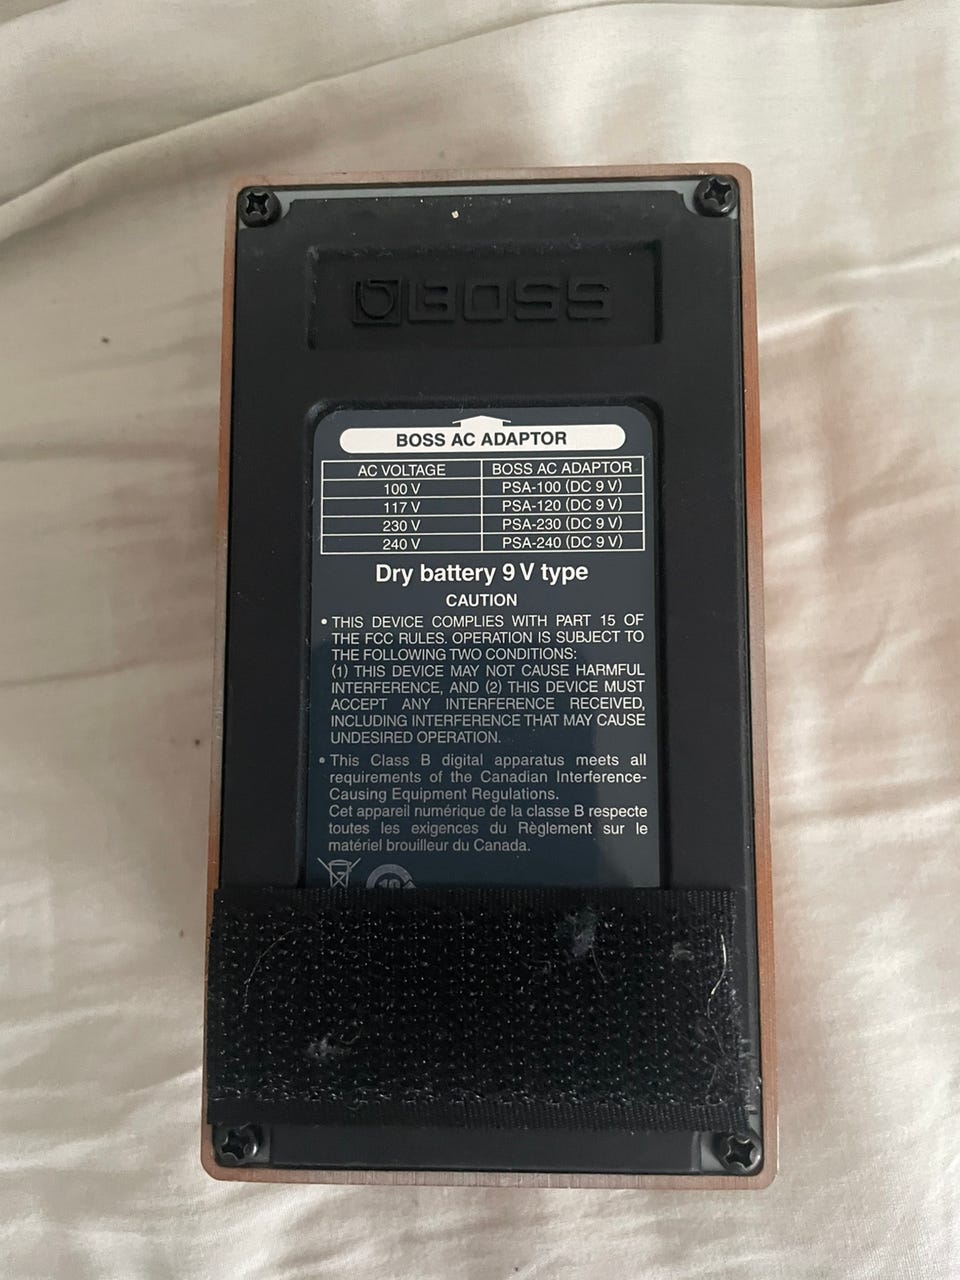 BOSS
BOSS AC ADAPTOR
AC VOLTAGE BOSS AC ADAPTOR
100 V PSA-100 (DC 9 V)
117 V PSA-120 (DC 9 V)
230 V PSA-230 (DC 9 V)
240 V PSA-240 (DC 9 V)
Dry battery 9 V type
CAUTION
• THIS DEVICE COMPLIES WITH PART 15 OF
THE FCC RULES. OPERATION IS SUBJECT TO
THE FOLLOWING TWO CONDITIONS:
(1) THIS DEVICE MAY NOT CAUSE HARMFUL
INTERFERENCE, AND (2) THIS DEVICE MUST
ACCEPT ANY INTERFERENCE RECEIVED,
INCLUDING INTERFERENCE THAT MAY CAUSE
UNDESIRED OPERATION.
• This Class B digital apparatus meets all
requirements of the Canadian Interference-
Causing Equipment Regulations.
Cet appareil numérique de la classe B respecte
toutes les exigences du Règlement sur le
matériel brouilleur du Canada.